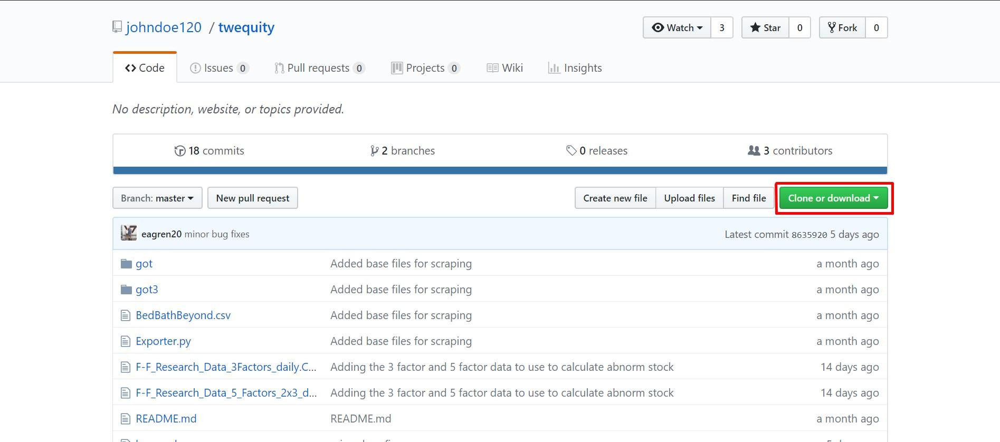 johndoe120 / twequity
Watch 3 Star 0 Fork 0
Code Issues 0 Pull requests 0 Projects 0 Wiki Insights
No description, website, or topics provided.
18 commits 2 branches 0 releases 3 contributors
Branch: master New pull request Create new file Upload files Find file Clone or download
eagren20 minor bug fixes Latest commit 8635920 5 days ago
got Added base files for scraping a month ago
got3 Added base files for scraping a month ago
BedBathBeyond.csv Added base files for scraping a month ago
Exporter.py Added base files for scraping a month ago
F-F_Research_Data_3Factors_daily.C... Adding the 3 factor and 5 factor data to use to calculate abnorm stock 14 days ago
F-F_Research_Data_5_Factors_2x3_d... Adding the 3 factor and 5 factor data to use to calculate abnorm stock 14 days ago
README.md README.md a month ago